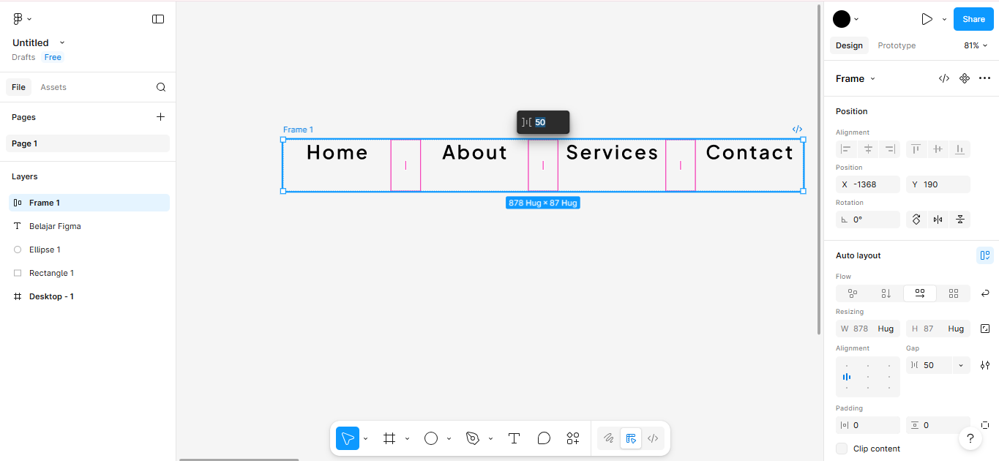 Untitled
Drafts Free
File Assets
Pages
Page 1
Layers
Frame 1
Belajar Figma
Ellipse 1
Rectangle 1
Desktop - 1
50
Frame 1
Home About Services Contact
878 Hug × 87 Hug
Share
Design Prototype 81%
Frame
Position
Alignment
Position
X -1368 Y 190
Rotation
0°
Auto layout
Flow
Resizing
W 878 Hug H 87 Hug
Alignment Gap
50
Padding
0 0
?
Clip content